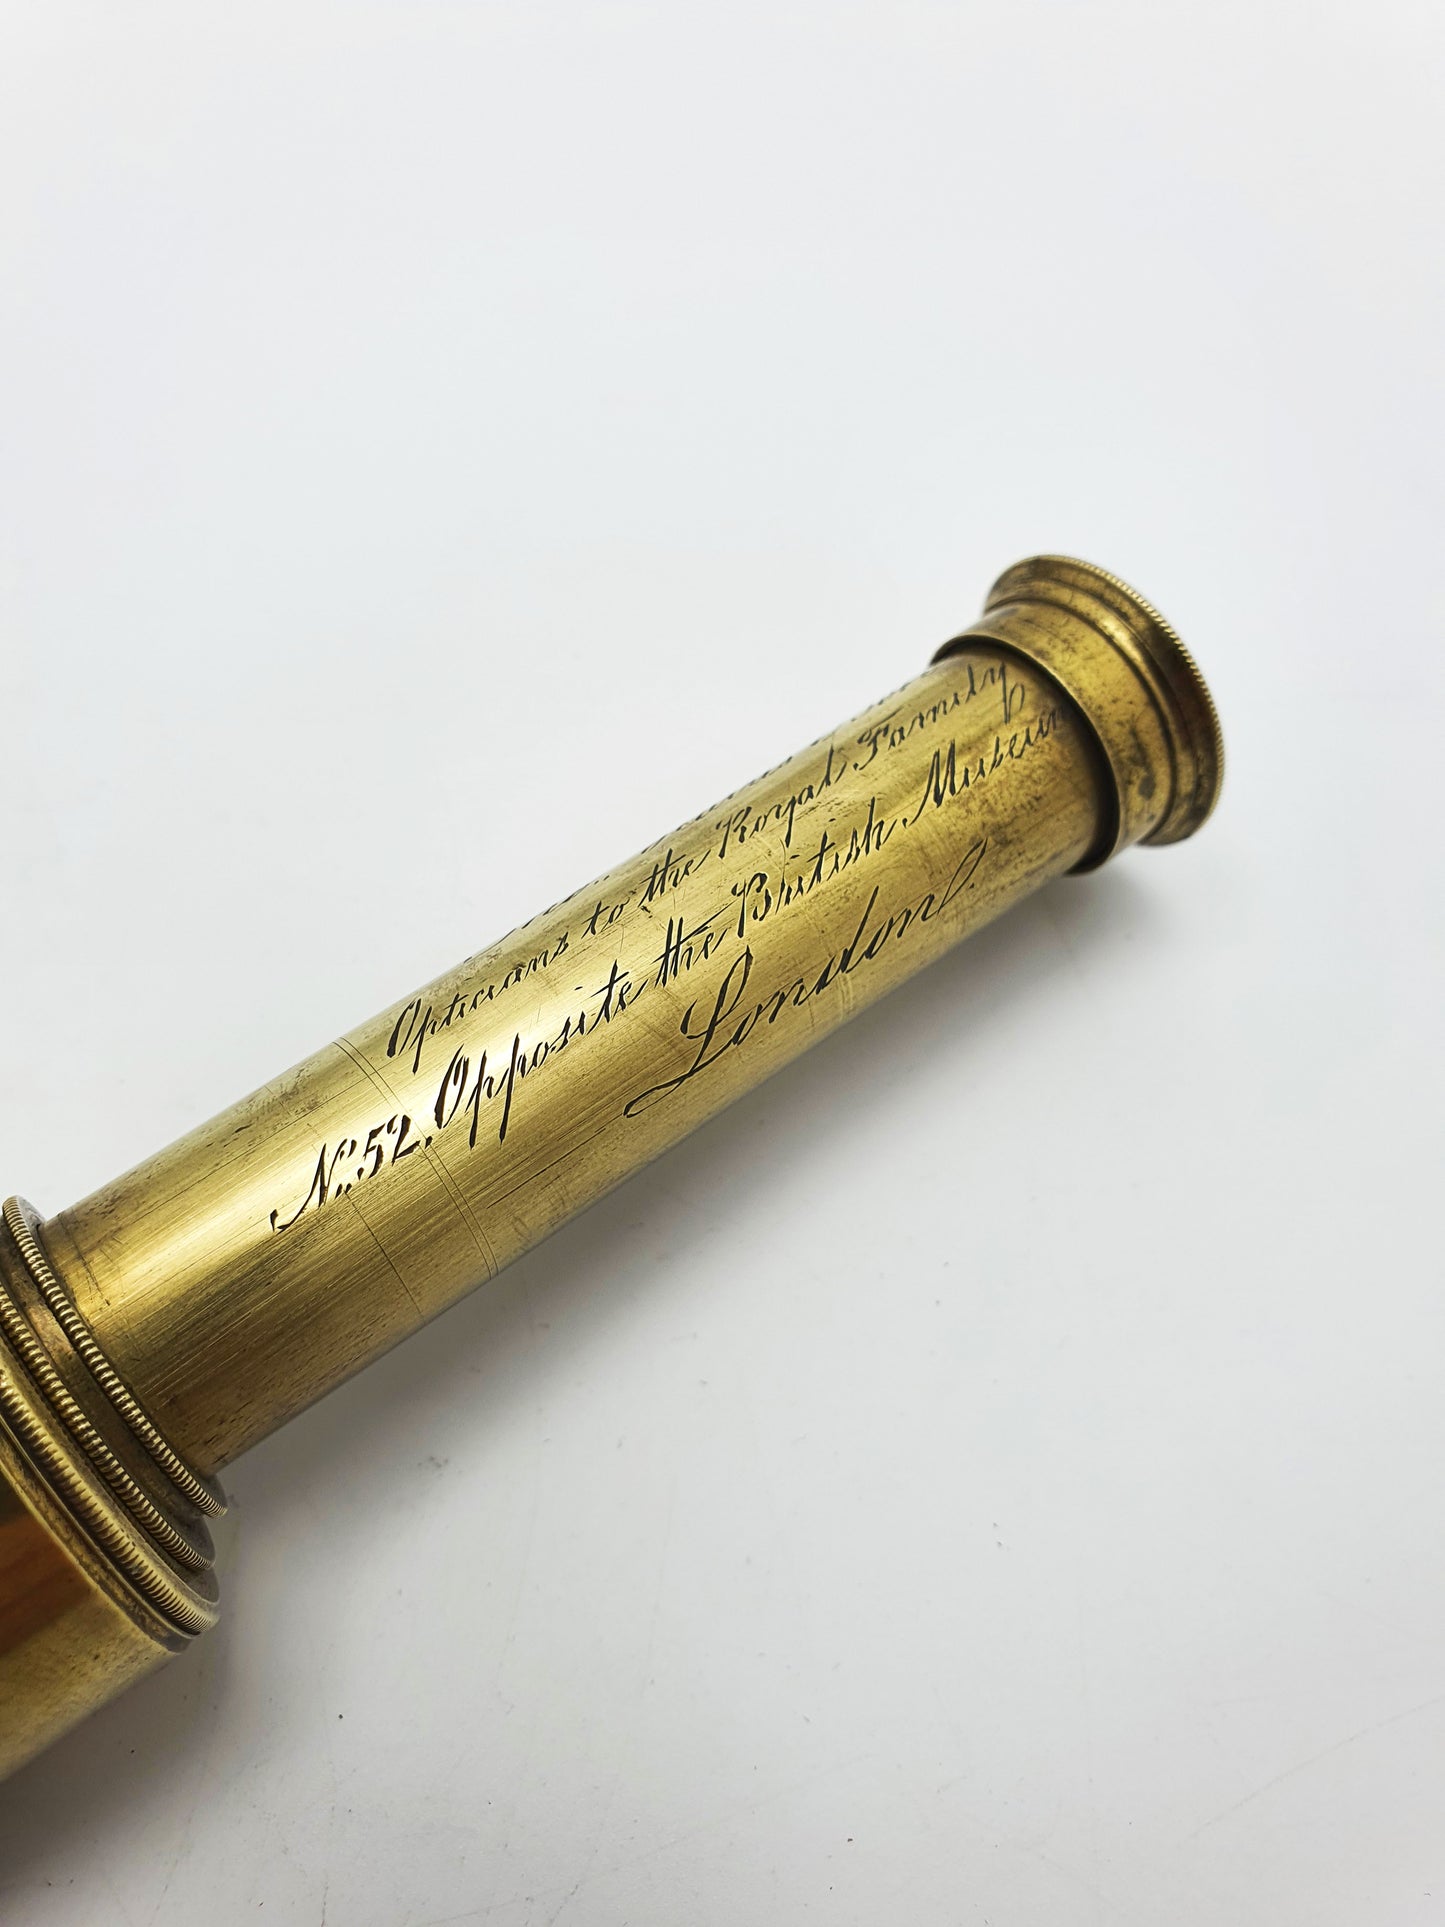 Opticians to the Royal Family
No. 52, Opposite the British Museum
London.